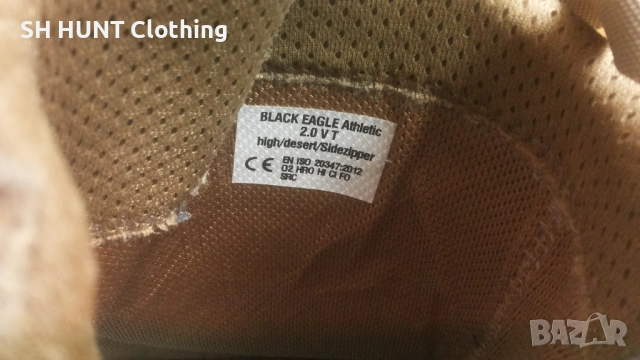 SH HUNT Clothing
BLACK EAGLE Athletic
2.0 V T
high/desert/Sidezipper
CE EN ISO 20347:2012
O2 HRO HI CI FO
SRC
BAZAR